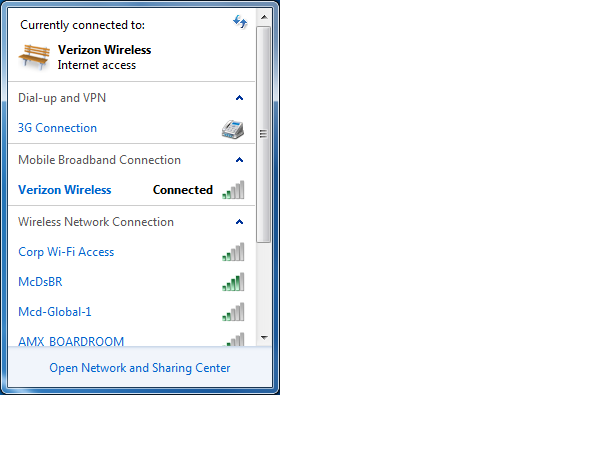 Currently connected to:
Verizon Wireless
Internet access
Dial-up and VPN
3G Connection
Mobile Broadband Connection
Verizon Wireless Connected
Wireless Network Connection
Corp Wi-Fi Access
McDsBR
Mcd-Global-1
AMX_BOARDROOM
Open Network and Sharing Center